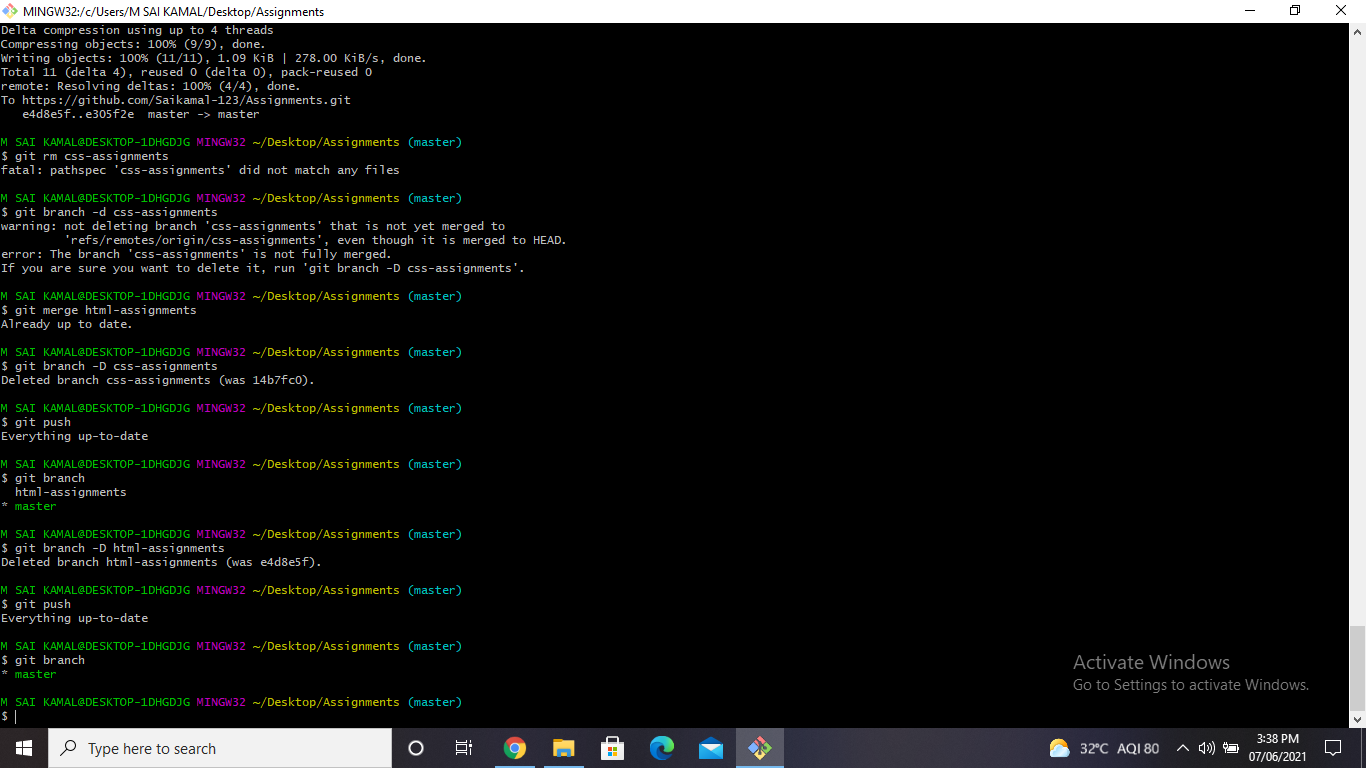 MINGW32:/c/Users/M SAI KAMAL/Desktop/Assignments
Delta compression using up to 4 threads
Compressing objects: 100% (9/9), done.
Writing objects: 100% (11/11), 1.09 KiB | 278.00 KiB/s, done.
Total 11 (delta 4), reused 0 (delta 0), pack-reused 0
remote: Resolving deltas: 100% (4/4), done.
To https://github.com/Saikamal-123/Assignments.git
   e4d8e5f..e305f2e  master -> master
M SAI KAMAL@DESKTOP-1DHGDJG MINGW32 ~/Desktop/Assignments (master)
$ git rm css-assignments
fatal: pathspec 'css-assignments' did not match any files
M SAI KAMAL@DESKTOP-1DHGDJG MINGW32 ~/Desktop/Assignments (master)
$ git branch -d css-assignments
warning: not deleting branch 'css-assignments' that is not yet merged to
         'refs/remotes/origin/css-assignments', even though it is merged to HEAD.
error: The branch 'css-assignments' is not fully merged.
If you are sure you want to delete it, run 'git branch -D css-assignments'.
M SAI KAMAL@DESKTOP-1DHGDJG MINGW32 ~/Desktop/Assignments (master)
$ git merge html-assignments
Already up to date.
M SAI KAMAL@DESKTOP-1DHGDJG MINGW32 ~/Desktop/Assignments (master)
$ git branch -D css-assignments
Deleted branch css-assignments (was 14b7fc0).
M SAI KAMAL@DESKTOP-1DHGDJG MINGW32 ~/Desktop/Assignments (master)
$ git push
Everything up-to-date
M SAI KAMAL@DESKTOP-1DHGDJG MINGW32 ~/Desktop/Assignments (master)
$ git branch
  html-assignments
* master
M SAI KAMAL@DESKTOP-1DHGDJG MINGW32 ~/Desktop/Assignments (master)
$ git branch -D html-assignments
Deleted branch html-assignments (was e4d8e5f).
M SAI KAMAL@DESKTOP-1DHGDJG MINGW32 ~/Desktop/Assignments (master)
$ git push
Everything up-to-date
M SAI KAMAL@DESKTOP-1DHGDJG MINGW32 ~/Desktop/Assignments (master)
$ git branch
* master
M SAI KAMAL@DESKTOP-1DHGDJG MINGW32 ~/Desktop/Assignments (master)
$
Activate Windows
Go to Settings to activate Windows.
Type here to search
32°C AQI 80
3:38 PM
07/06/2021